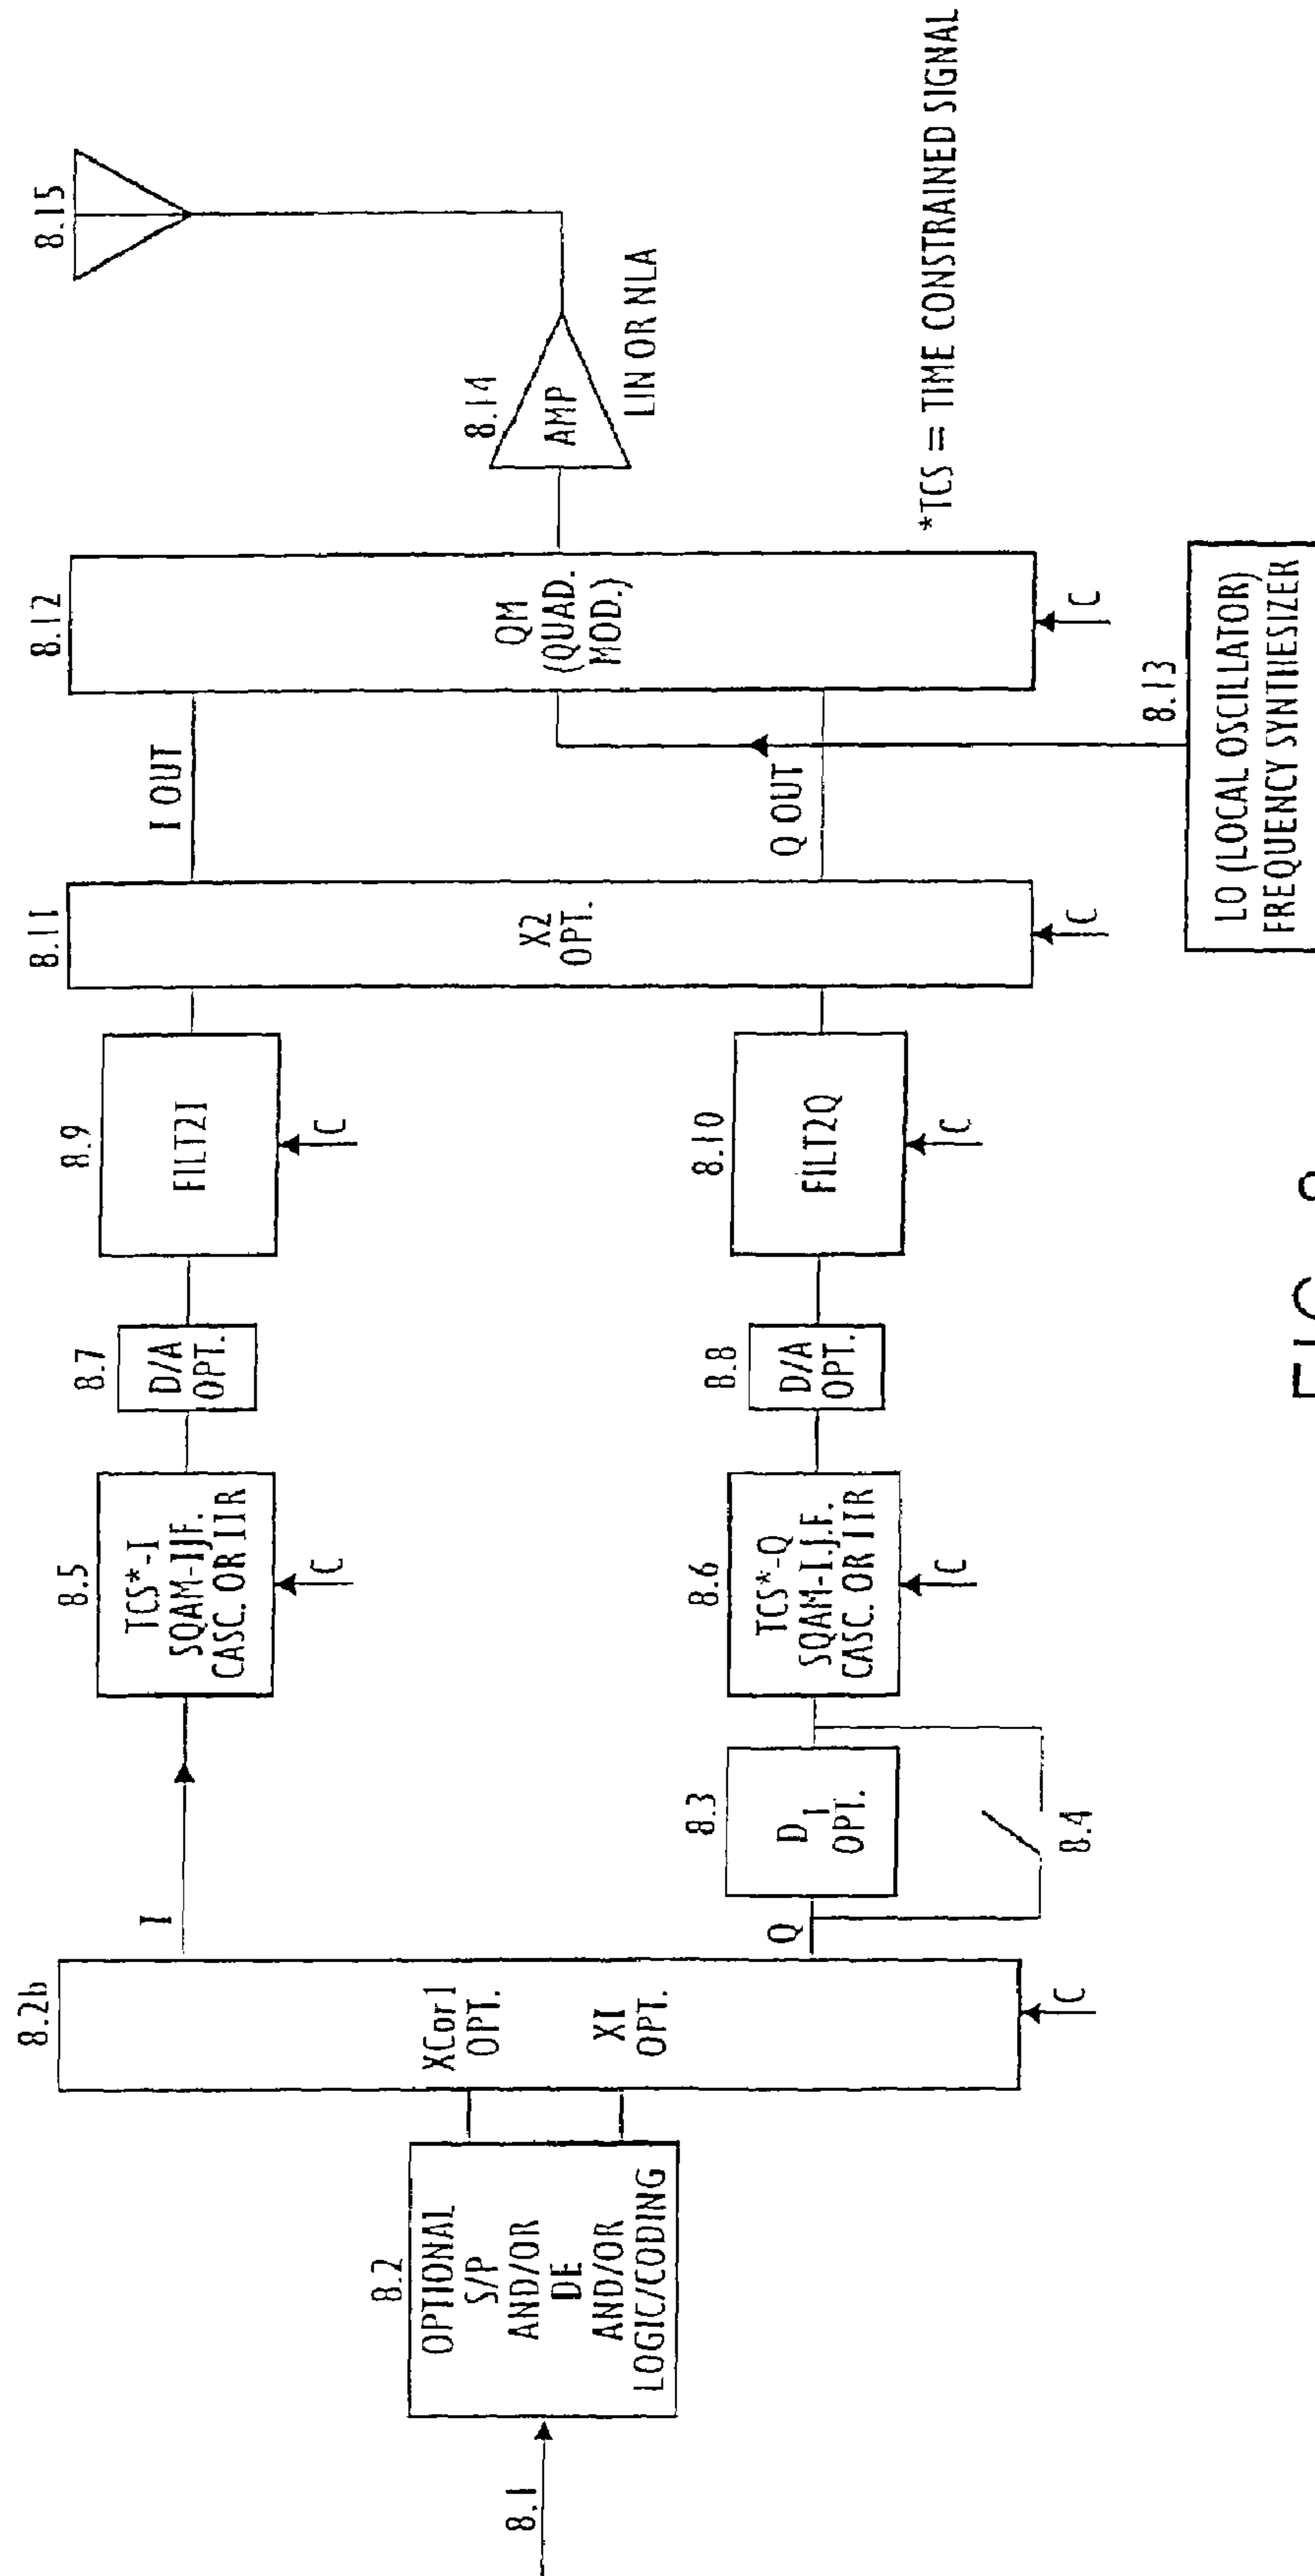 8.1
8.2
OPTIONAL
S/P
AND/OR
DE
AND/OR
LOGIC/CODING
8.2b
XCor1
OPT.
X1
OPT.
C
I
Q
8.3
D1
OPT.
8.4
8.5
TCS*-I
SQAM-IJF.
CASC. OR IIR
C
8.6
TCS*-Q
SQAM-I.J.F.
CASC. OR IIR
C
8.7
D/A
OPT.
8.8
D/A
OPT.
8.9
FILT2I
C
8.10
FILT2Q
C
8.11
X2
OPT.
C
I OUT
Q OUT
8.12
QM
(QUAD.
MOD.)
C
8.13
LO (LOCAL OSCILLATOR)
FREQUENCY SYNTHESIZER
8.14
AMP
LIN OR NLA
8.15
*TCS = TIME CONSTRAINED SIGNAL